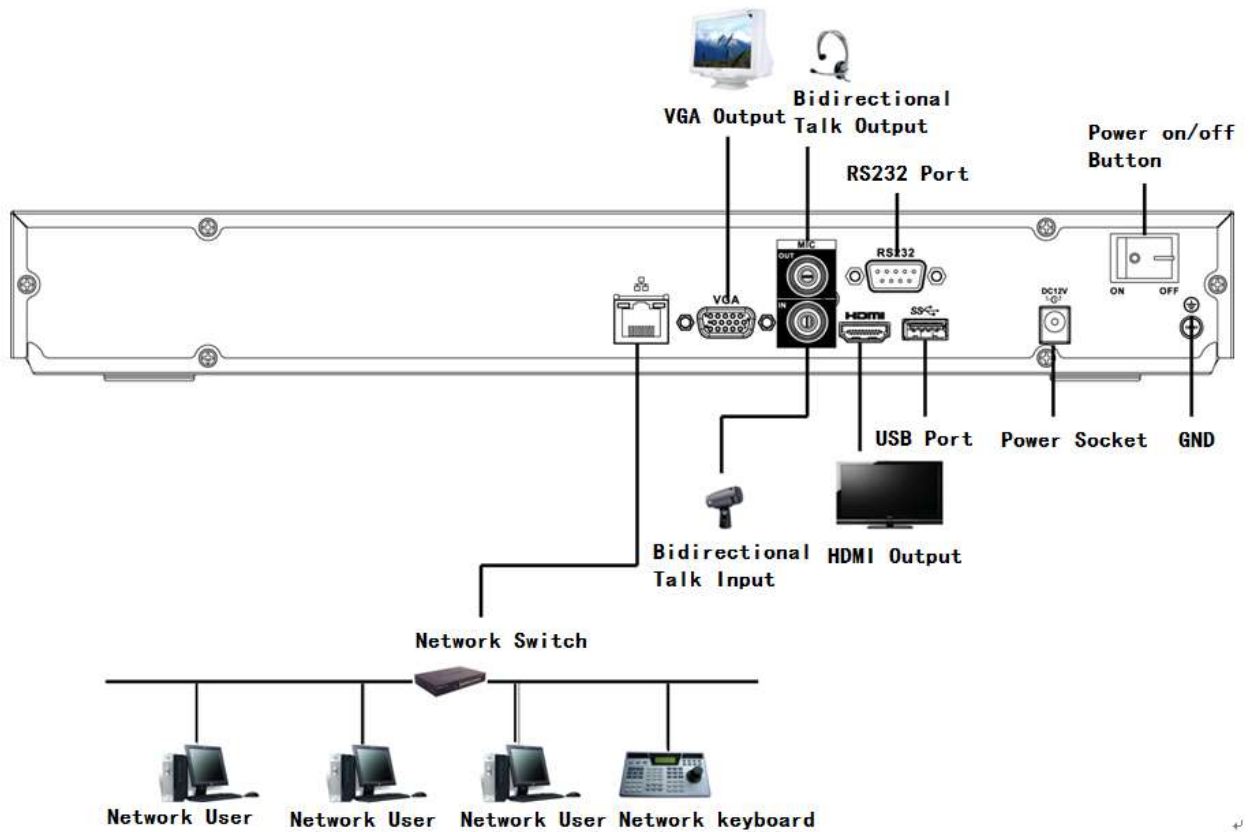 VGA Output
Bidirectional
Talk Output
Power on/off
Button
RS232 Port
MIC
OUT
RS232
ON OFF
DC12V
VGA
IN
HDMI
SS
USB Port
Power Socket
GND
Bidirectional
Talk Input
HDMI Output
Network Switch
Network User
Network User
Network User
Network keyboard